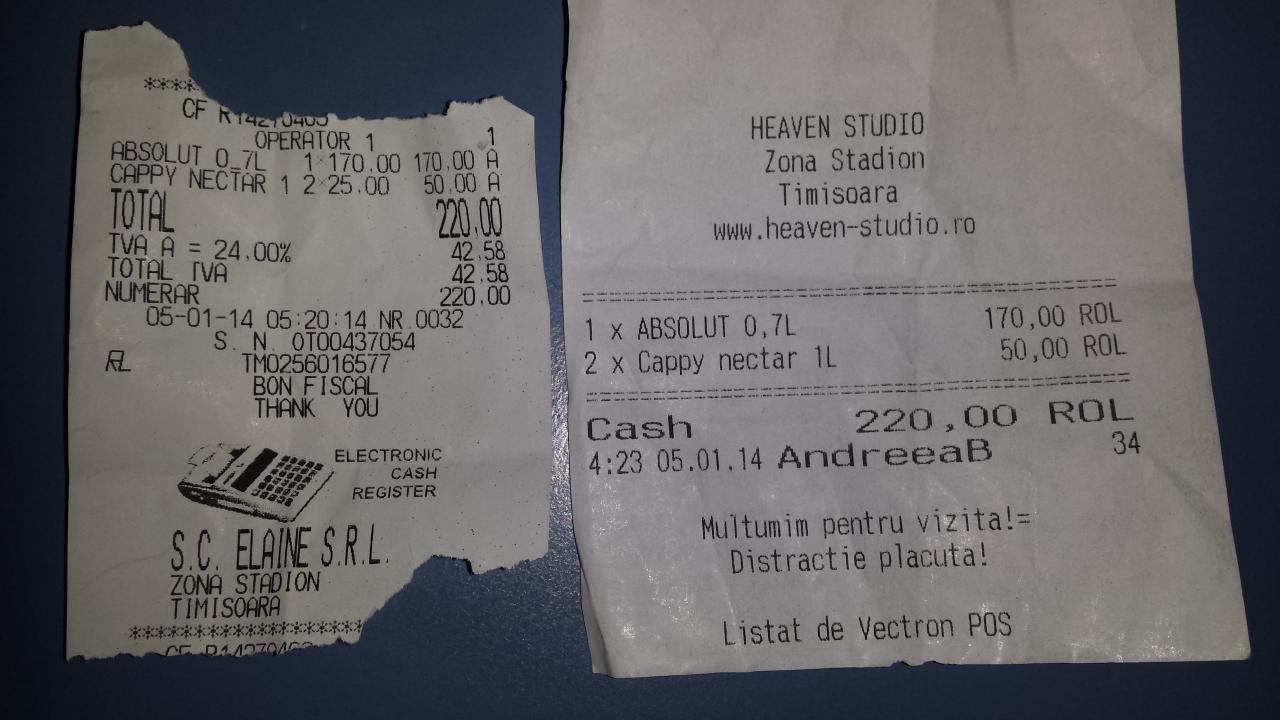 ****
CF R14270405
OPERATOR 1 1
ABSOLUT 0_7L 1×170.00 170.00 A
CAPPY NECTAR 1 2×25.00 50.00 A
TOTAL 220.00
TVA A = 24.00% 42.58
TOTAL TVA 42.58
NUMERAR 220.00
05-01-14 05:20:14 NR.0032
S. N. OT00437054
RL TM0256016577
BON FISCAL
THANK YOU
ELECTRONIC
CASH
REGISTER
S.C. ELAINE S.R.L.
ZONA STADION
TIMISOARA
**********************
HEAVEN STUDIO
Zona Stadion
Timisoara
www.heaven-studio.ro
1 x ABSOLUT 0,7L 170,00 ROL
2 x Cappy nectar 1L 50,00 ROL
Cash 220,00 ROL
4:23 05.01.14 AndreeaB 34
Multumim pentru vizita!=
Distractie placuta!
Listat de Vectron POS